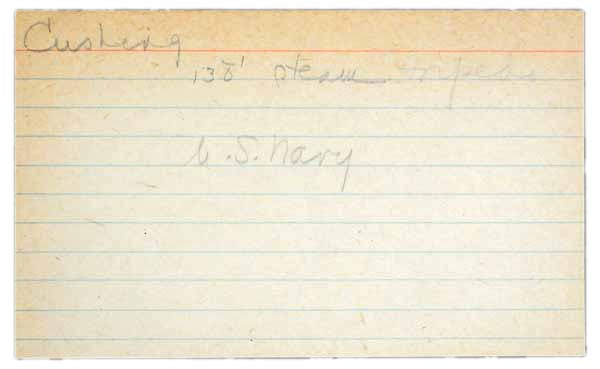 Cushing
138' steam torpedo
U.S. Navy